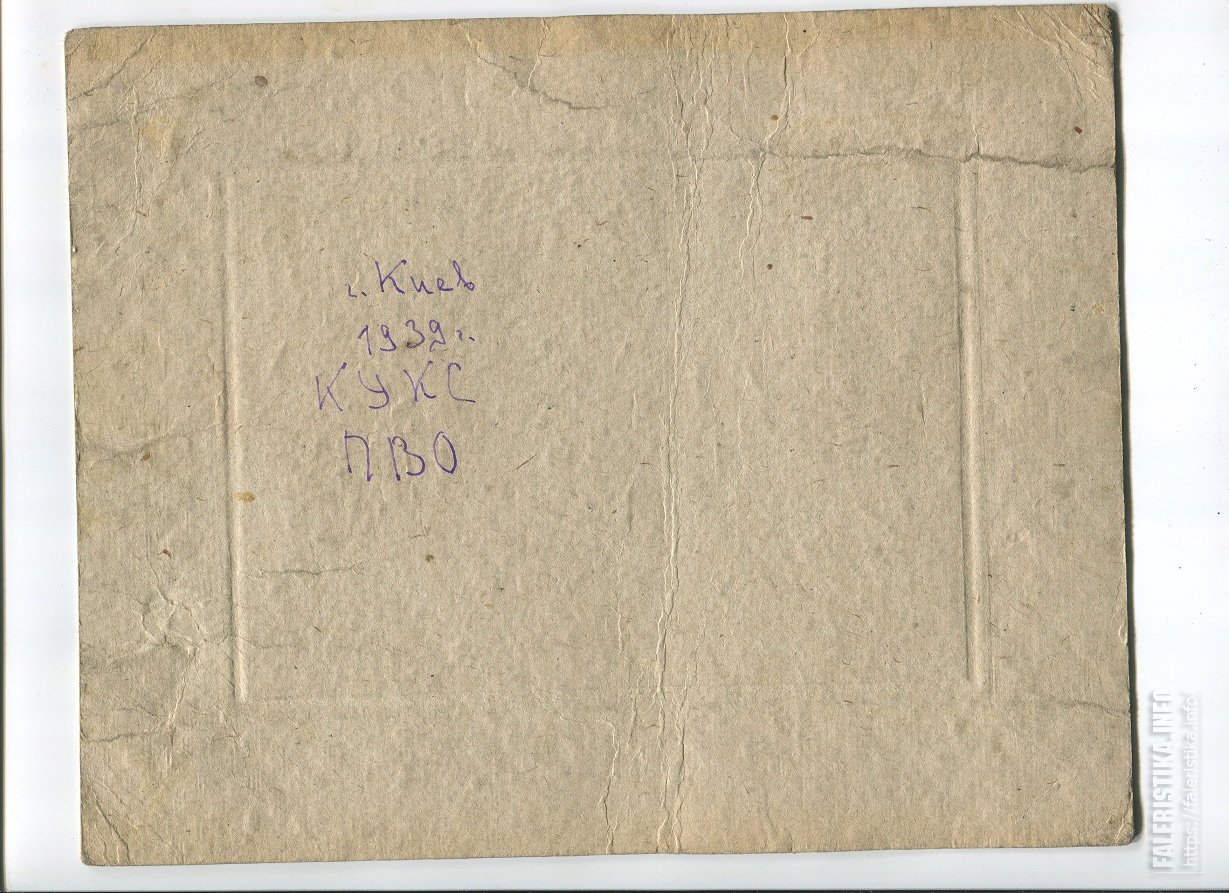 г. Киев
1939 г.
КУКС
ПВО
FALERISTIKA.INFO
https://faleristika.info